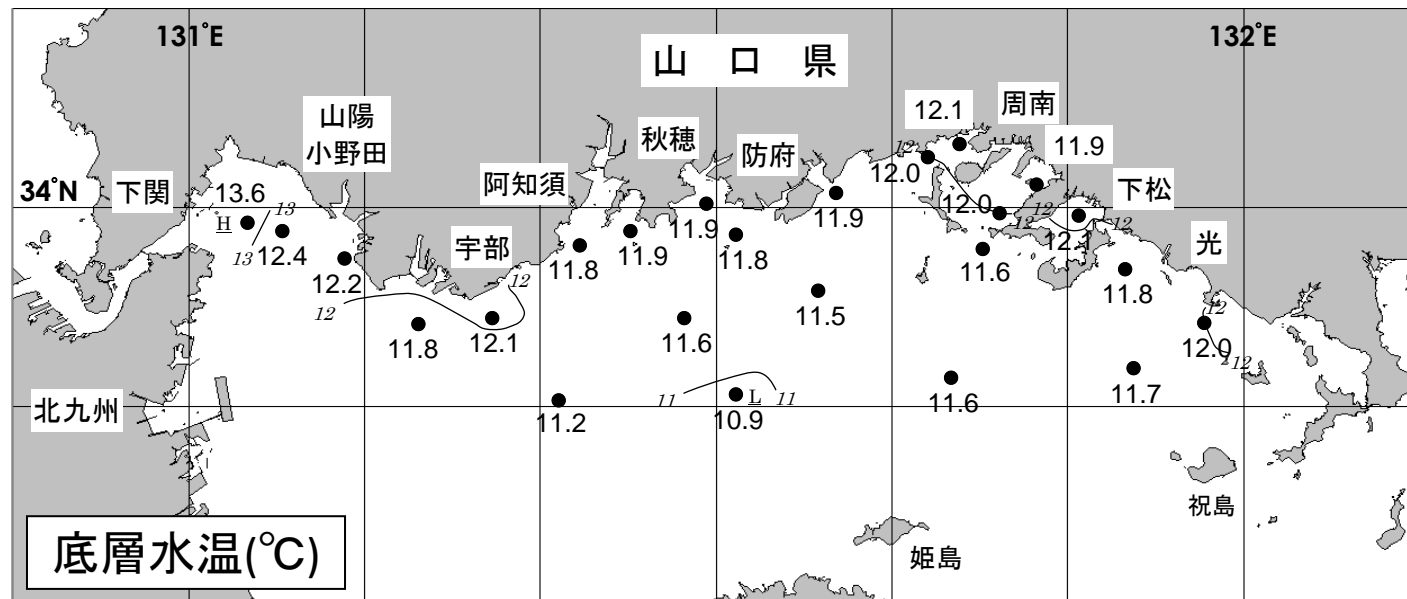 131°E
132°E
山 口 県
12.1
周南
山陽
小野田
秋穂
防府
12
12.0
11.9
阿知須
34°N
下関
13.6
13
H
13
12.4
11.9
11.9
12.0
12
12
12.1
12
下松
宇部
11.8
11.9
11.8
11.6
光
12.2
12
12
11.8
11.5
12
11.8
12.1
11.6
12.0
12
11
L
11
11.6
11.7
北九州
11.2
10.9
祝島
底層水温(℃)
姫島